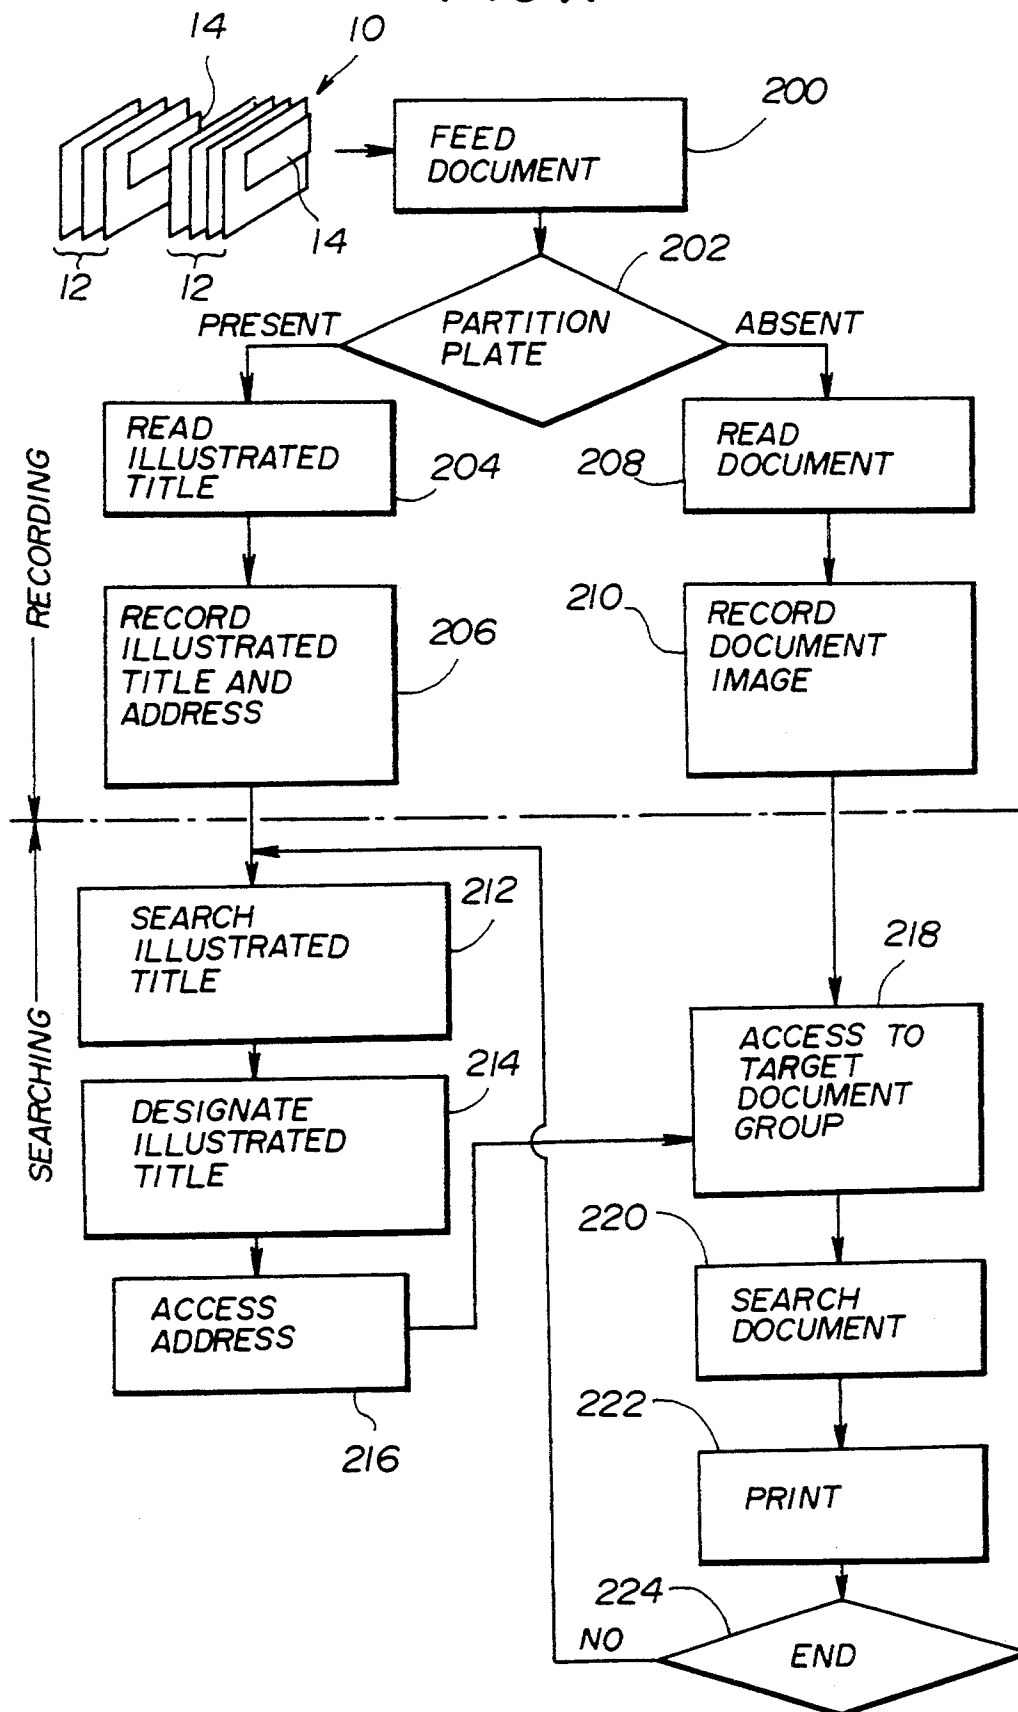 14
10
200
FEED
DOCUMENT
14
12
12
202
PRESENT
PARTITION
PLATE
ABSENT
READ
ILLUSTRATED
TITLE
204
208
READ
DOCUMENT
RECORDING
RECORD
ILLUSTRATED
TITLE AND
ADDRESS
206
210
RECORD
DOCUMENT
IMAGE
SEARCHING
SEARCH
ILLUSTRATED
TITLE
212
218
DESIGNATE
ILLUSTRATED
TITLE
214
ACCESS TO
TARGET
DOCUMENT
GROUP
ACCESS
ADDRESS
216
220
SEARCH
DOCUMENT
222
PRINT
224
NO
END